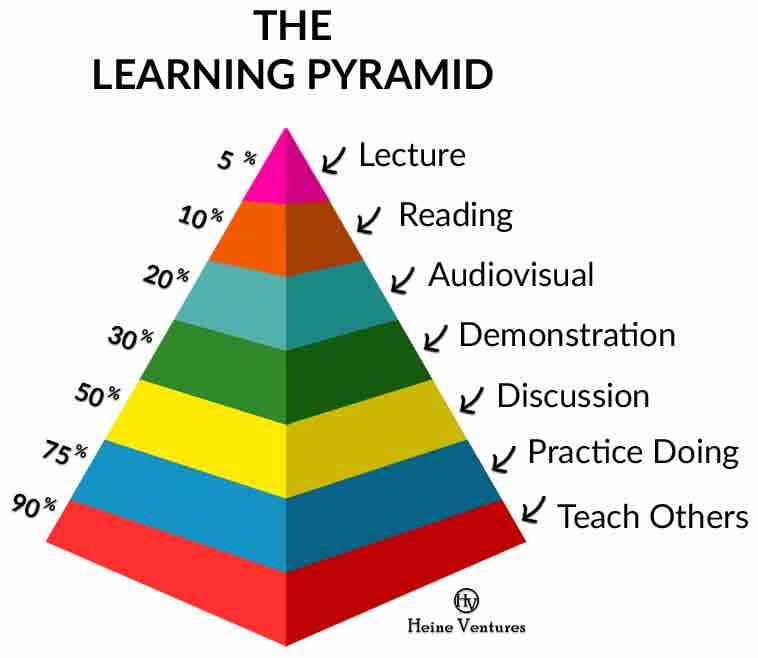 THE
LEARNING PYRAMID
5 % Lecture
10% Reading
20% Audiovisual
30% Demonstration
50% Discussion
75% Practice Doing
90% Teach Others
HV
Heine Ventures